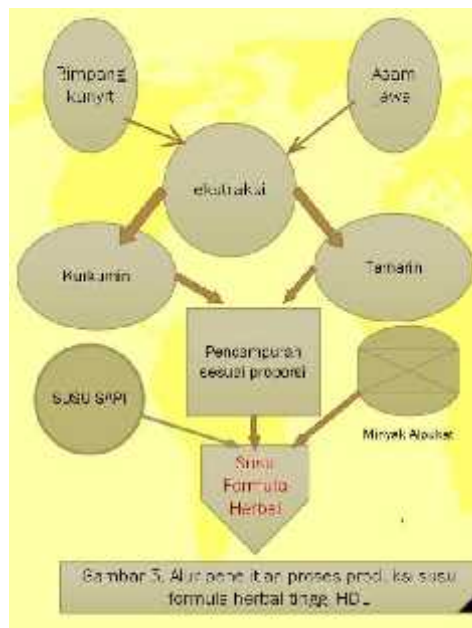 Rimpang
kunyit
Asam
jawa
ekstraksi
Kurkumin
Tamarin
Pencampuran
sesuai proporsi
SUSU SAPI
Minyak Alpukat
Susu
Formula
Herbal
Gambar 3. Alur penelitian proses produksi susu
formula herbal tinggi HDL